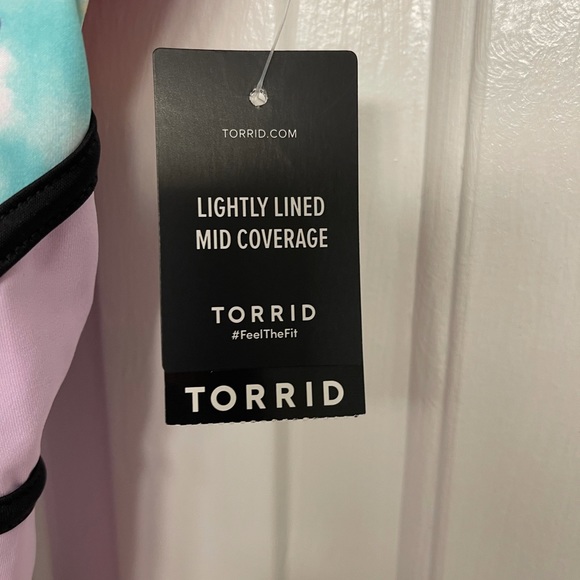 TORRID.COM
LIGHTLY LINED
MID COVERAGE
TORRID
#FeelTheFit
TORRID